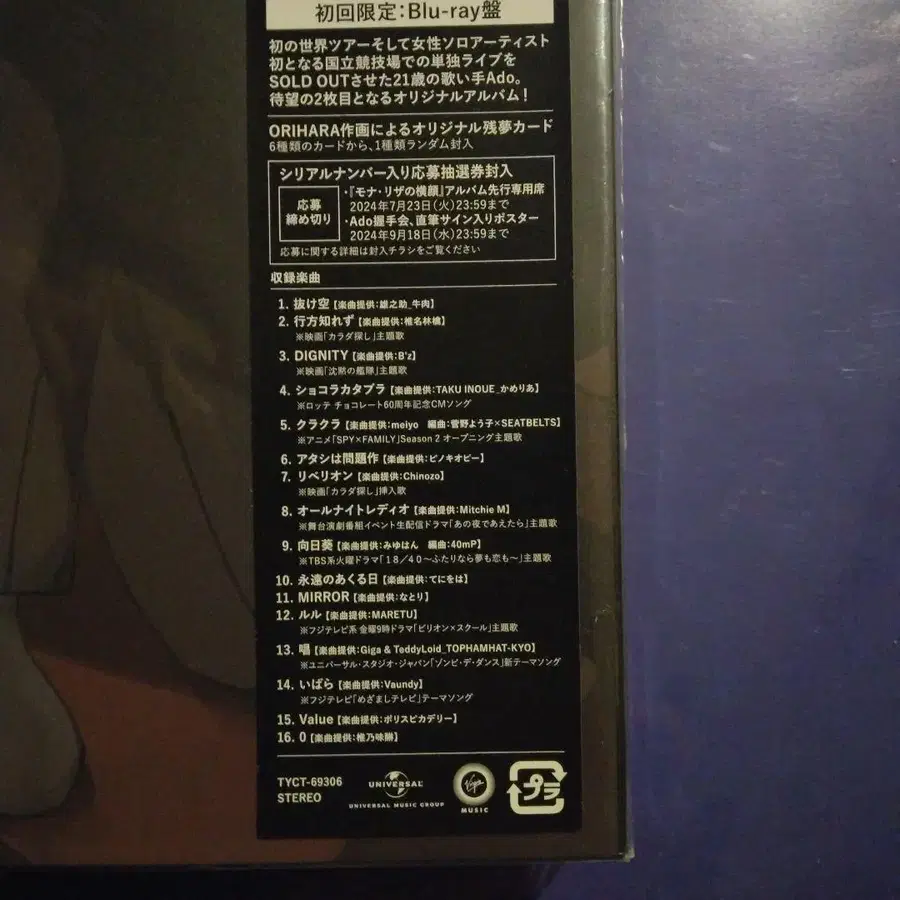 初回限定:Blu-ray盤
初の世界ツアーそして女性ソロアーティスト
初となる国立競技場での単独ライブを
SOLD OUTさせた21歳の歌い手Ado。
待望の2枚目となるオリジナルアルバム!
ORIHARA作画によるオリジナル残夢カード
6種類のカードから、1種類ランダム封入
シリアルナンバー入り応募抽選券封入
応募
締め切り
・『モナ・リザの横顔』アルバム先行専用席
2024年7月23日(火)23:59まで
・Ado握手会、直筆サイン入りポスター
2024年9月18日(水)23:59まで
応募に関する詳細は封入チラシをご覧ください
収録楽曲
1. 抜け空【楽曲提供:雄之助_牛肉】
2. 行方知れず【楽曲提供:椎名林檎】
※映画「カラダ探し」主題歌
3. DIGNITY【楽曲提供:B'z】
※映画「沈黙の艦隊」主題歌
4. ショコラカタブラ【楽曲提供:TAKU INOUE_かめりあ】
※ロッテ チョコレート60周年記念CMソング
5. クラクラ【楽曲提供:meiyo 編曲:菅野よう子×SEATBELTS】
※アニメ「SPY×FAMILY」Season 2 オープニング主題歌
6. アタシは問題作【楽曲提供:ピノキオピー】
7. リベリオン【楽曲提供:Chinozo】
※映画「カラダ探し」挿入歌
8. オールナイトレディオ【楽曲提供:Mitchie M】
※舞台演劇番組イベント生配信ドラマ「あの夜であえたら」主題歌
9. 向日葵【楽曲提供:みゆはん 編曲:40mP】
※TBS系火曜ドラマ「18/40~ふたりなら夢も恋も~」主題歌
10. 永遠のあくる日【楽曲提供:てにをは】
11. MIRROR【楽曲提供:なとり】
12. ルル【楽曲提供:MARETU】
※フジテレビ系 金曜9時ドラマ「ビリオン×スクール」主題歌
13. 唱【楽曲提供:Giga & TeddyLoid_TOPHAMHAT-KYO】
※ユニバーサル・スタジオ・ジャパン「ゾンビ・デ・ダンス」新テーマソング
14. いばら【楽曲提供:Vaundy】
※フジテレビ「めざましテレビ」テーマソング
15. Value【楽曲提供:ポリスピカデリー】
16. 0【楽曲提供:椎乃味醂】
TYCT-69306
STEREO
UNIVERSAL
UNIVERSAL MUSIC GROUP
Virgin
MUSIC
プラ